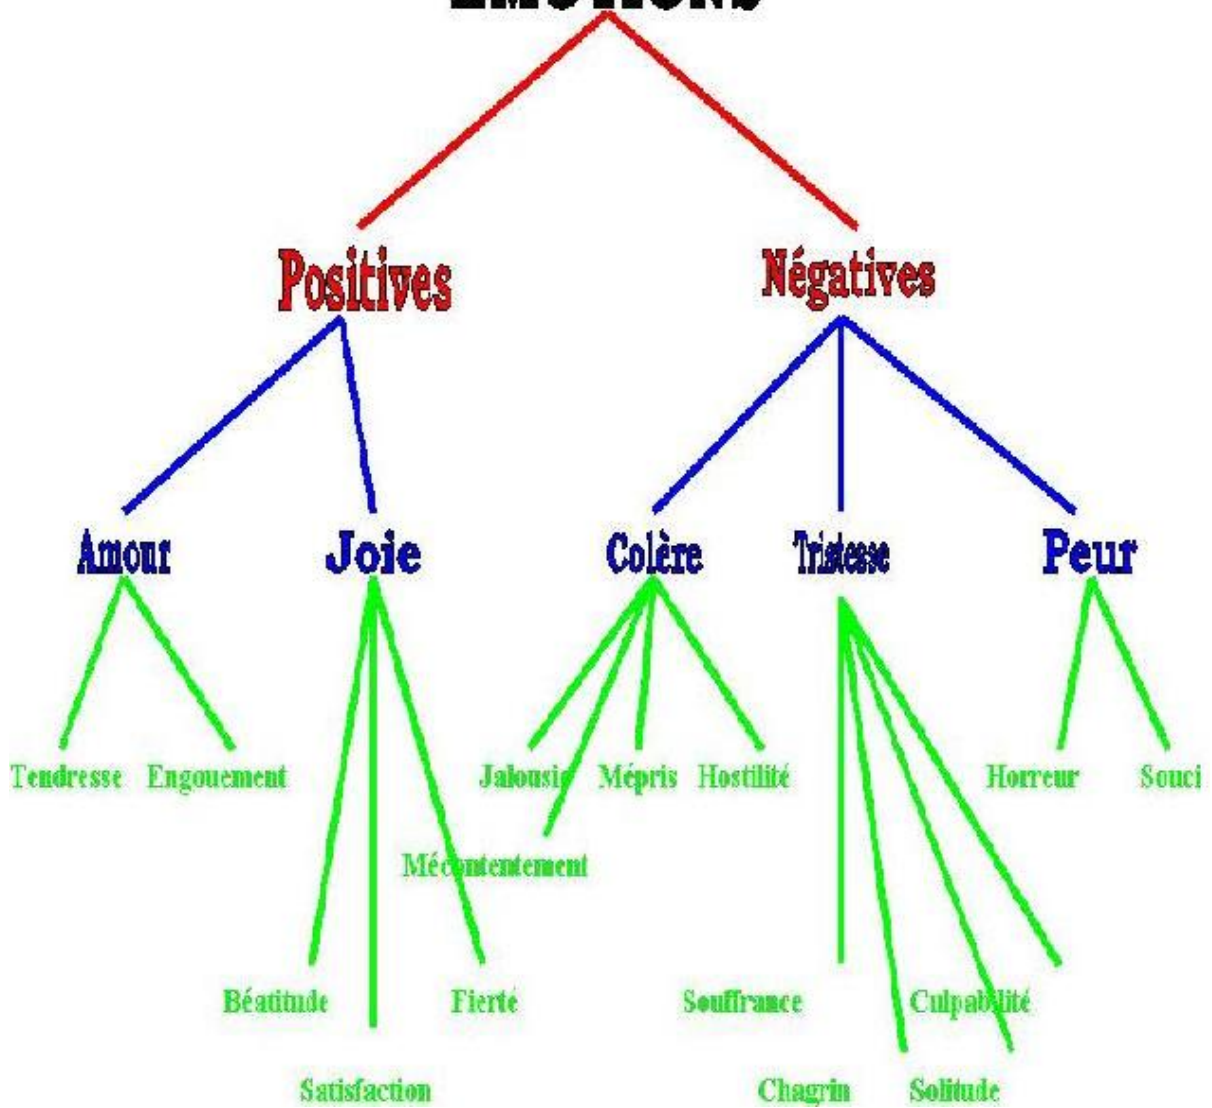 EMOTIONS
Positives Négatives
Amour Joie Colère Tristesse Peur
Tendresse Engouement Jalousie Mépris Hostilité Horreur Souci
Mécontentement
Béatitude Fierté Souffrance Culpabilité
Satisfaction Chagrin Solitude